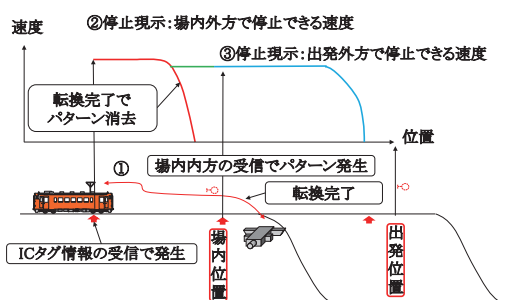 ②停止現示:場内外方で停止できる速度
速度
③停止現示:出発外方で停止できる速度
転換完了で
パターン消去
位置
①
場内内方の受信でパターン発生
転換完了
ICタグ情報の受信で発生
場内位置
出発位置